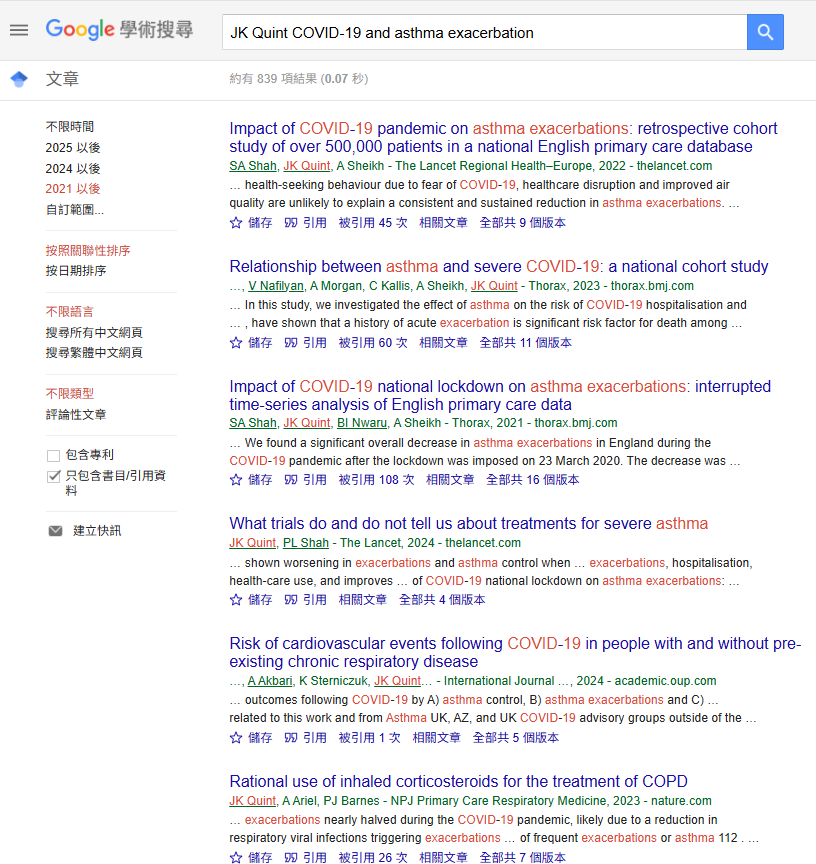 Google 學術搜尋
JK Quint COVID-19 and asthma exacerbation
文章
約有 839 項結果 (0.07 秒)
不限時間
2025 以後
2024 以後
2021 以後
自訂範圍...
按照關聯性排序
按日期排序
不限語言
搜尋所有中文網頁
搜尋繁體中文網頁
不限類型
評論性文章
包含專利
只包含書目/引用資
料
建立快訊
Impact of COVID-19 pandemic on asthma exacerbations: retrospective cohort
study of over 500,000 patients in a national English primary care database
SA Shah, JK Quint, A Sheikh - The Lancet Regional Health–Europe, 2022 - thelancet.com
… health-seeking behaviour due to fear of COVID-19, healthcare disruption and improved air
quality are unlikely to explain a consistent and sustained reduction in asthma exacerbations. …
儲存 引用 被引用 45 次 相關文章 全部共 9 個版本
Relationship between asthma and severe COVID-19: a national cohort study
…, V Nafilyan, A Morgan, C Kallis, A Sheikh, JK Quint - Thorax, 2023 - thorax.bmj.com
… In this study, we investigated the effect of asthma on the risk of COVID-19 hospitalisation and
… , have shown that a history of acute exacerbation is significant risk factor for death among …
儲存 引用 被引用 60 次 相關文章 全部共 11 個版本
Impact of COVID-19 national lockdown on asthma exacerbations: interrupted
time-series analysis of English primary care data
SA Shah, JK Quint, BI Nwaru, A Sheikh - Thorax, 2021 - thorax.bmj.com
… We found a significant overall decrease in asthma exacerbations in England during the
COVID-19 pandemic after the lockdown was imposed on 23 March 2020. The decrease was …
儲存 引用 被引用 108 次 相關文章 全部共 16 個版本
What trials do and do not tell us about treatments for severe asthma
JK Quint, PL Shah - The Lancet, 2024 - thelancet.com
… shown worsening in exacerbations and asthma control when … exacerbations, hospitalisation,
health-care use, and improves … of COVID-19 national lockdown on asthma exacerbations: …
儲存 引用 相關文章 全部共 4 個版本
Risk of cardiovascular events following COVID-19 in people with and without pre-
existing chronic respiratory disease
…, A Akbari, K Sterniczuk, JK Quint… - International Journal …, 2024 - academic.oup.com
… outcomes following COVID-19 by A) asthma control, B) asthma exacerbations and C) …
related to this work and from Asthma UK, AZ, and UK COVID-19 advisory groups outside of the …
儲存 引用 被引用 1 次 相關文章 全部共 5 個版本
Rational use of inhaled corticosteroids for the treatment of COPD
JK Quint, A Ariel, PJ Barnes - NPJ Primary Care Respiratory Medicine, 2023 - nature.com
… exacerbations nearly halved during the COVID-19 pandemic, likely due to a reduction in
respiratory viral infections triggering exacerbations … of frequent exacerbations or asthma 112 . …
儲存 引用 被引用 26 次 相關文章 全部共 7 個版本